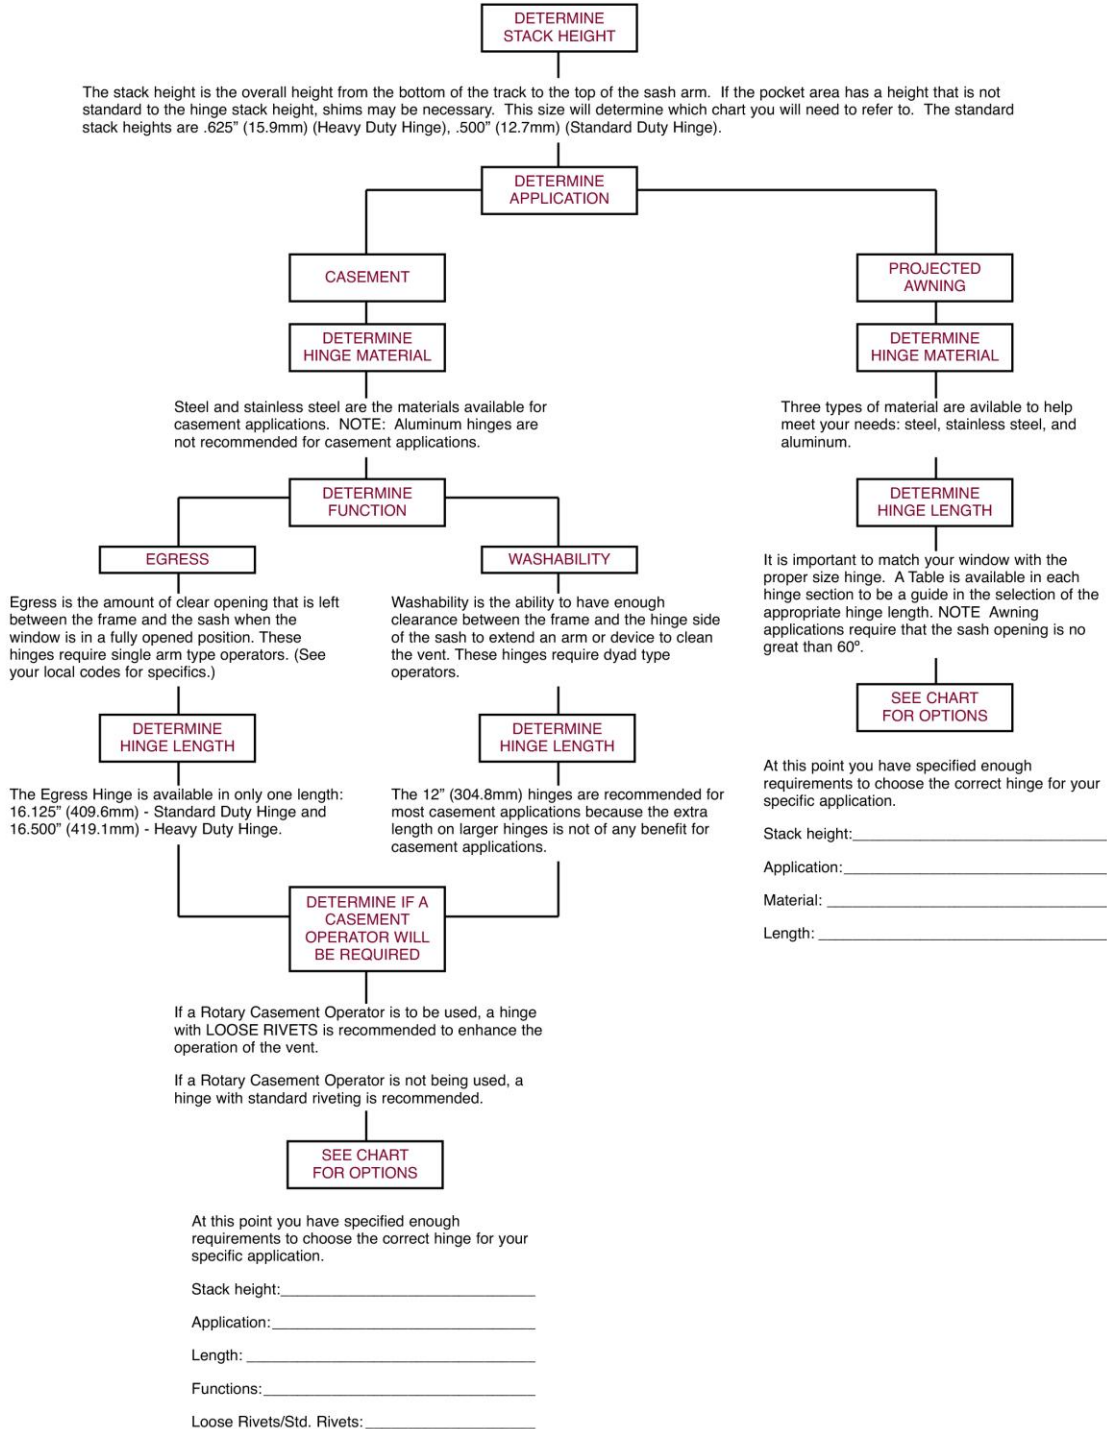 DETERMINE
STACK HEIGHT
The stack height is the overall height from the bottom of the track to the top of the sash arm.  If the pocket area has a height that is not
standard to the hinge stack height, shims may be necessary.  This size will determine which chart you will need to refer to.  The standard
stack heights are .625” (15.9mm) (Heavy Duty Hinge), .500” (12.7mm) (Standard Duty Hinge).
DETERMINE
APPLICATION
CASEMENT
DETERMINE
HINGE MATERIAL
Steel and stainless steel are the materials available for
casement applications.  NOTE:  Aluminum hinges are
not recommended for casement applications.
DETERMINE
FUNCTION
EGRESS
Egress is the amount of clear opening that is left
between the frame and the sash when the
window is in a fully opened position. These
hinges require single arm type operators. (See
your local codes for specifics.)
DETERMINE
HINGE LENGTH
The Egress Hinge is available in only one length:
16.125” (409.6mm) - Standard Duty Hinge and
16.500” (419.1mm) - Heavy Duty Hinge.
WASHABILITY
Washability is the ability to have enough
clearance between the frame and the hinge side
of the sash to extend an arm or device to clean
the vent. These hinges require dyad type
operators.
DETERMINE
HINGE LENGTH
The 12” (304.8mm) hinges are recommended for
most casement applications because the extra
length on larger hinges is not of any benefit for
casement applications.
DETERMINE IF A
CASEMENT
OPERATOR WILL
BE REQUIRED
If a Rotary Casement Operator is to be used, a hinge
with LOOSE RIVETS is recommended to enhance the
operation of the vent.
If a Rotary Casement Operator is not being used, a
hinge with standard riveting is recommended.
SEE CHART
FOR OPTIONS
At this point you have specified enough
requirements to choose the correct hinge for your
specific application.
Stack height:
Application:
Length:
Functions:
Loose Rivets/Std. Rivets:
PROJECTED
AWNING
DETERMINE
HINGE MATERIAL
Three types of material are avilable to help
meet your needs: steel, stainless steel, and
aluminum.
DETERMINE
HINGE LENGTH
It is important to match your window with the
proper size hinge.  A Table is available in each
hinge section to be a guide in the selection of the
appropriate hinge length. NOTE  Awning
applications require that the sash opening is no
great than 60º.
SEE CHART
FOR OPTIONS
At this point you have specified enough
requirements to choose the correct hinge for your
specific application.
Stack height:
Application:
Material:
Length: